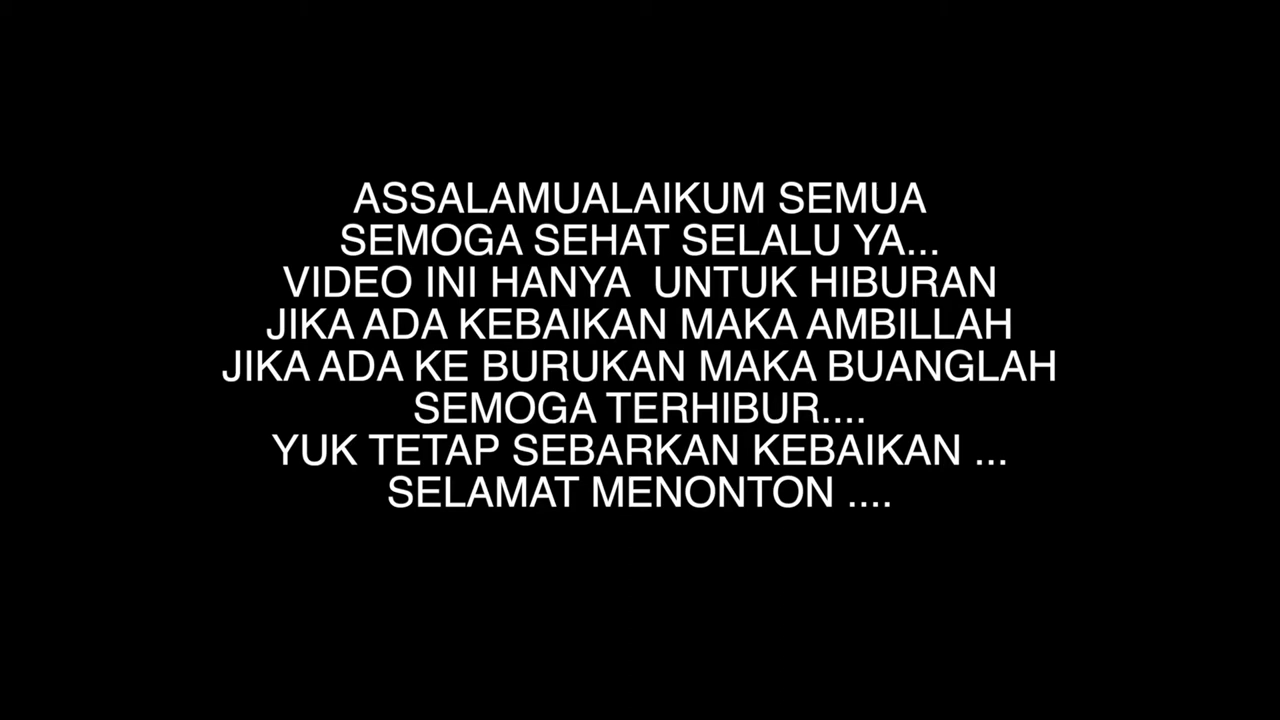 ASSALAMUALAIKUM SEMUA
SEMOGA SEHAT SELALU YA...
VIDEO INI HANYA  UNTUK HIBURAN
JIKA ADA KEBAIKAN MAKA AMBILLAH
JIKA ADA KE BURUKAN MAKA BUANGLAH
SEMOGA TERHIBUR....
YUK TETAP SEBARKAN KEBAIKAN ...
SELAMAT MENONTON ....